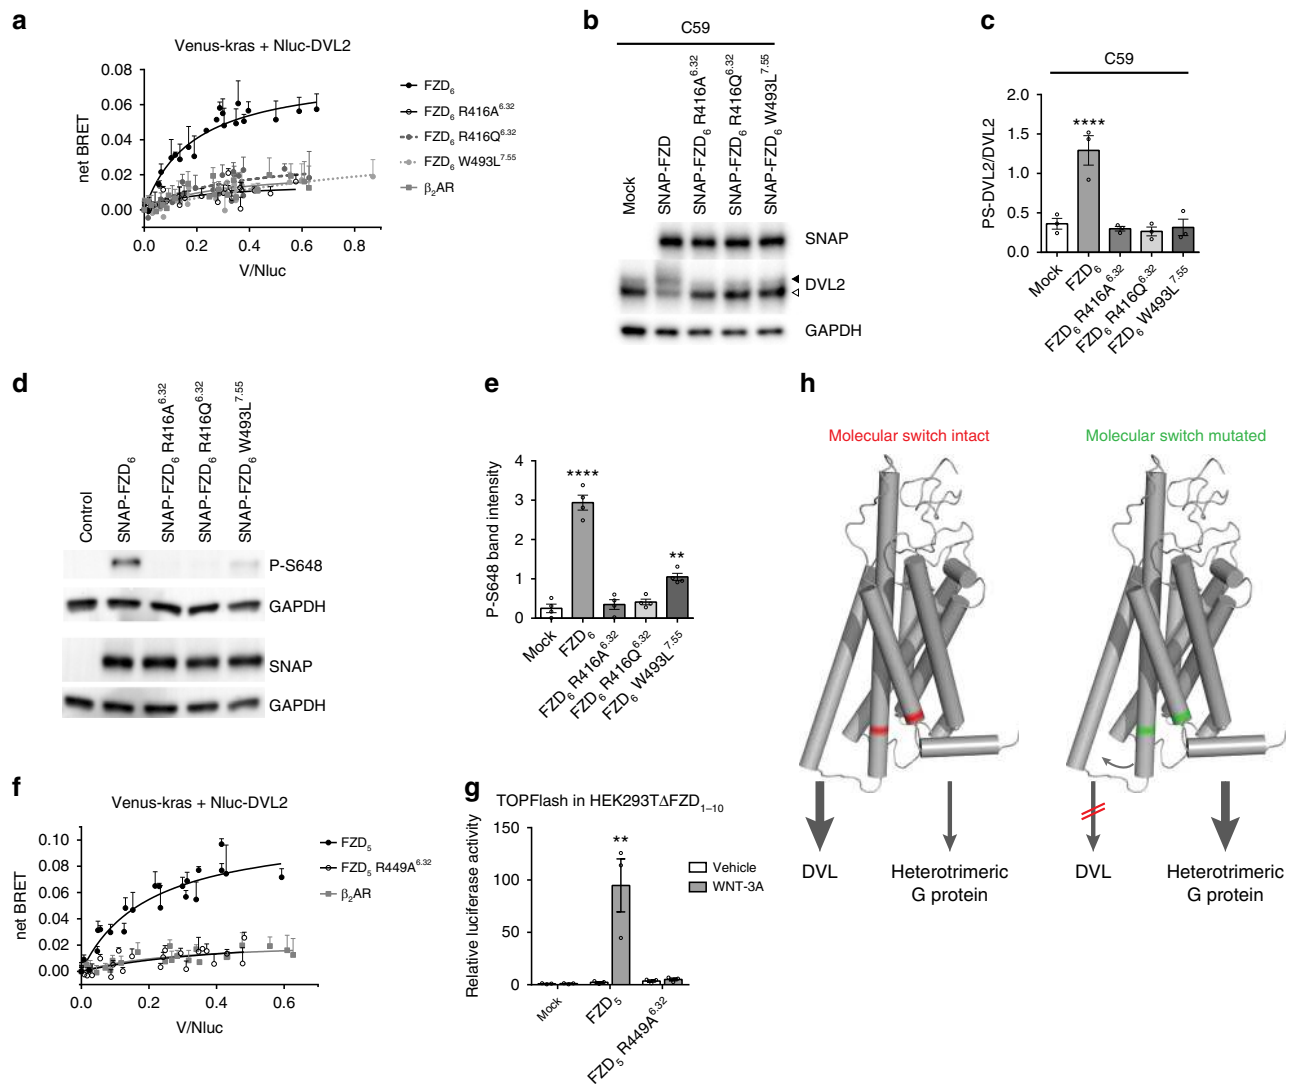 a
Venus-kras + Nluc-DVL2
0.08
0.06
0.04
0.02
0.00
net BRET
0.0 0.2 0.4 0.6 0.8
V/Nluc
FZD6
FZD6 R416A6.32
FZD6 R416Q6.32
FZD6 W493L7.55
β2AR
b
C59
Mock
SNAP-FZD
SNAP-FZD6 R416A6.32
SNAP-FZD6 R416Q6.32
SNAP-FZD6 W493L7.55
SNAP
DVL2
GAPDH
c
C59
2.0
1.5
1.0
0.5
0.0
PS-DVL2/DVL2
****
Mock
FZD6
FZD6 R416A6.32
FZD6 R416Q6.32
FZD6 W493L7.55
d
Control
SNAP-FZD6
SNAP-FZD6 R416A6.32
SNAP-FZD6 R416Q6.32
SNAP-FZD6 W493L7.55
P-S648
GAPDH
SNAP
GAPDH
e
4
3
2
1
0
P-S648 band intensity
****
**
Mock
FZD6
FZD6 R416A6.32
FZD6 R416Q6.32
FZD6 W493L7.55
f
Venus-kras + Nluc-DVL2
0.10
0.08
0.06
0.04
0.02
0.00
net BRET
0.0 0.2 0.4 0.6
V/Nluc
FZD5
FZD5 R449A6.32
β2AR
g
TOPFlash in HEK293TΔFZD1–10
150
100
50
0
Relative luciferase activity
**
Vehicle
WNT-3A
Mock
FZD5
FZD5 R449A6.32
h
Molecular switch intact
Molecular switch mutated
DVL
Heterotrimeric
G protein
DVL
Heterotrimeric
G protein